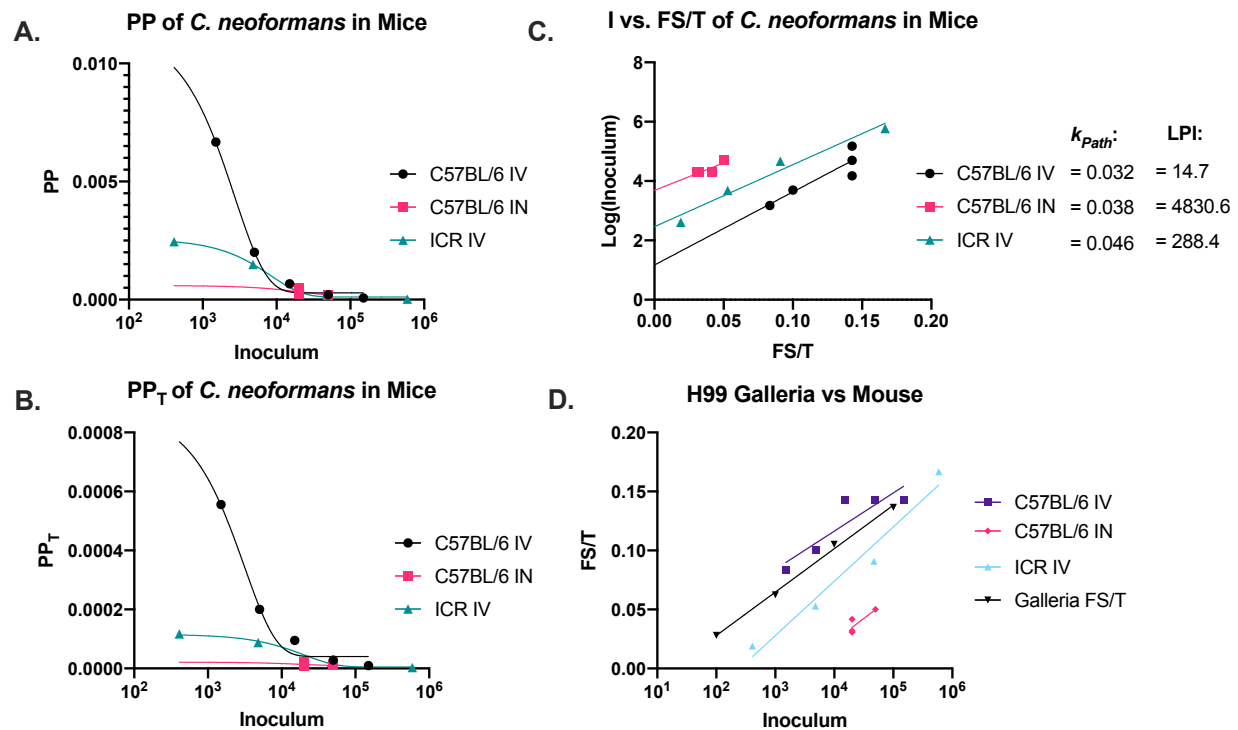 A.
PP of C. neoformans in Mice
PP
0.010
0.005
0.000
10²
10³
10⁴
10⁵
10⁶
Inoculum
C57BL/6 IV
C57BL/6 IN
ICR IV
C.
I vs. FS/T of C. neoformans in Mice
Log(Inoculum)
8
6
4
2
0
0.00
0.05
0.10
0.15
0.20
FS/T
kPath:
LPI:
C57BL/6 IV
= 0.032
= 14.7
C57BL/6 IN
= 0.038
= 4830.6
ICR IV
= 0.046
= 288.4
B.
PPT of C. neoformans in Mice
PPT
0.0008
0.0006
0.0004
0.0002
0.0000
10²
10³
10⁴
10⁵
10⁶
Inoculum
C57BL/6 IV
C57BL/6 IN
ICR IV
D.
H99 Galleria vs Mouse
FS/T
0.20
0.15
0.10
0.05
0.00
10¹
10²
10³
10⁴
10⁵
10⁶
Inoculum
C57BL/6 IV
C57BL/6 IN
ICR IV
Galleria FS/T